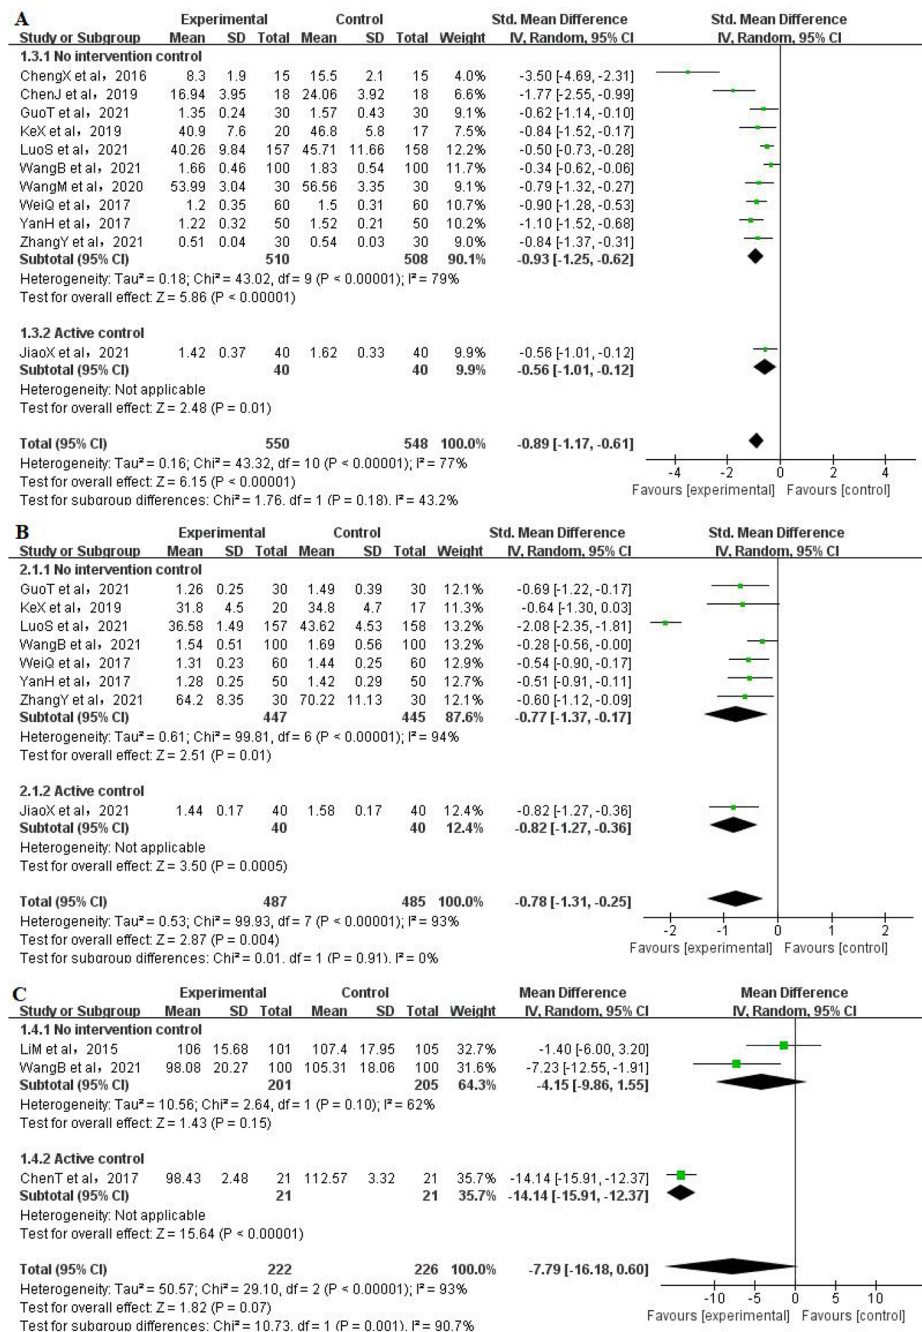 A
Experimental Control Std. Mean Difference Std. Mean Difference
Study or Subgroup Mean SD Total Mean SD Total Weight IV, Random, 95% CI IV, Random, 95% CI
1.3.1 No intervention control
ChengX et al，2016 8.3 1.9 15 15.5 2.1 15 4.0% -3.50 [-4.69, -2.31]
ChenJ et al，2019 16.94 3.95 18 24.06 3.92 18 6.6% -1.77 [-2.55, -0.99]
GuoT et al，2021 1.35 0.24 30 1.57 0.43 30 9.1% -0.62 [-1.14, -0.10]
KeX et al，2019 40.9 7.6 20 46.8 5.8 17 7.5% -0.84 [-1.52, -0.17]
LuoS et al，2021 40.26 9.84 157 45.71 11.66 158 12.2% -0.50 [-0.73, -0.28]
WangB et al，2021 1.66 0.46 100 1.83 0.54 100 11.7% -0.34 [-0.62, -0.06]
WangM et al，2020 53.99 3.04 30 56.56 3.35 30 9.1% -0.79 [-1.32, -0.27]
WeiQ et al，2017 1.2 0.35 60 1.5 0.31 60 10.7% -0.90 [-1.28, -0.53]
YanH et al，2017 1.22 0.32 50 1.52 0.21 50 10.2% -1.10 [-1.52, -0.68]
ZhangY et al，2021 0.51 0.04 30 0.54 0.03 30 9.0% -0.84 [-1.37, -0.31]
Subtotal (95% CI) 510 508 90.1% -0.93 [-1.25, -0.62]
Heterogeneity: Tau² = 0.18; Chi² = 43.02, df = 9 (P < 0.00001); I² = 79%
Test for overall effect: Z = 5.86 (P < 0.00001)
1.3.2 Active control
JiaoX et al，2021 1.42 0.37 40 1.62 0.33 40 9.9% -0.56 [-1.01, -0.12]
Subtotal (95% CI) 40 40 9.9% -0.56 [-1.01, -0.12]
Heterogeneity: Not applicable
Test for overall effect: Z = 2.48 (P = 0.01)
Total (95% CI) 550 548 100.0% -0.89 [-1.17, -0.61]
Heterogeneity: Tau² = 0.16; Chi² = 43.32, df = 10 (P < 0.00001); I² = 77%
Test for overall effect: Z = 6.15 (P < 0.00001)
Test for subgroup differences: Chi² = 1.76, df = 1 (P = 0.18), I² = 43.2%
-4 -2 0 2 4
Favours [experimental] Favours [control]
B
Experimental Control Std. Mean Difference Std. Mean Difference
Study or Subgroup Mean SD Total Mean SD Total Weight IV, Random, 95% CI IV, Random, 95% CI
2.1.1 No intervention control
GuoT et al，2021 1.26 0.25 30 1.49 0.39 30 12.1% -0.69 [-1.22, -0.17]
KeX et al，2019 31.8 4.5 20 34.8 4.7 17 11.3% -0.64 [-1.30, 0.03]
LuoS et al，2021 36.58 1.49 157 43.62 4.53 158 13.2% -2.08 [-2.35, -1.81]
WangB et al，2021 1.54 0.51 100 1.69 0.56 100 13.2% -0.28 [-0.56, -0.00]
WeiQ et al，2017 1.31 0.23 60 1.44 0.25 60 12.9% -0.54 [-0.90, -0.17]
YanH et al，2017 1.28 0.25 50 1.42 0.29 50 12.7% -0.51 [-0.91, -0.11]
ZhangY et al，2021 64.2 8.35 30 70.22 11.13 30 12.1% -0.60 [-1.12, -0.09]
Subtotal (95% CI) 447 445 87.6% -0.77 [-1.37, -0.17]
Heterogeneity: Tau² = 0.61; Chi² = 99.81, df = 6 (P < 0.00001); I² = 94%
Test for overall effect: Z = 2.51 (P = 0.01)
2.1.2 Active control
JiaoX et al，2021 1.44 0.17 40 1.58 0.17 40 12.4% -0.82 [-1.27, -0.36]
Subtotal (95% CI) 40 40 12.4% -0.82 [-1.27, -0.36]
Heterogeneity: Not applicable
Test for overall effect: Z = 3.50 (P = 0.0005)
Total (95% CI) 487 485 100.0% -0.78 [-1.31, -0.25]
Heterogeneity: Tau² = 0.53; Chi² = 99.93, df = 7 (P < 0.00001); I² = 93%
Test for overall effect: Z = 2.87 (P = 0.004)
Test for subgroup differences: Chi² = 0.01, df = 1 (P = 0.91), I² = 0%
-2 -1 0 1 2
Favours [experimental] Favours [control]
C
Experimental Control Mean Difference Mean Difference
Study or Subgroup Mean SD Total Mean SD Total Weight IV, Random, 95% CI IV, Random, 95% CI
1.4.1 No intervention control
LiM et al，2015 106 15.68 101 107.4 17.95 105 32.7% -1.40 [-6.00, 3.20]
WangB et al，2021 98.08 20.27 100 105.31 18.06 100 31.6% -7.23 [-12.55, -1.91]
Subtotal (95% CI) 201 205 64.3% -4.15 [-9.86, 1.55]
Heterogeneity: Tau² = 10.56; Chi² = 2.64, df = 1 (P = 0.10); I² = 62%
Test for overall effect: Z = 1.43 (P = 0.15)
1.4.2 Active control
ChenT et al，2017 98.43 2.48 21 112.57 3.32 21 35.7% -14.14 [-15.91, -12.37]
Subtotal (95% CI) 21 21 35.7% -14.14 [-15.91, -12.37]
Heterogeneity: Not applicable
Test for overall effect: Z = 15.64 (P < 0.00001)
Total (95% CI) 222 226 100.0% -7.79 [-16.18, 0.60]
Heterogeneity: Tau² = 50.57; Chi² = 29.10, df = 2 (P < 0.00001); I² = 93%
Test for overall effect: Z = 1.82 (P = 0.07)
Test for subgroup differences: Chi² = 10.73, df = 1 (P = 0.001), I² = 90.7%
-10 -5 0 5 10
Favours [experimental] Favours [control]